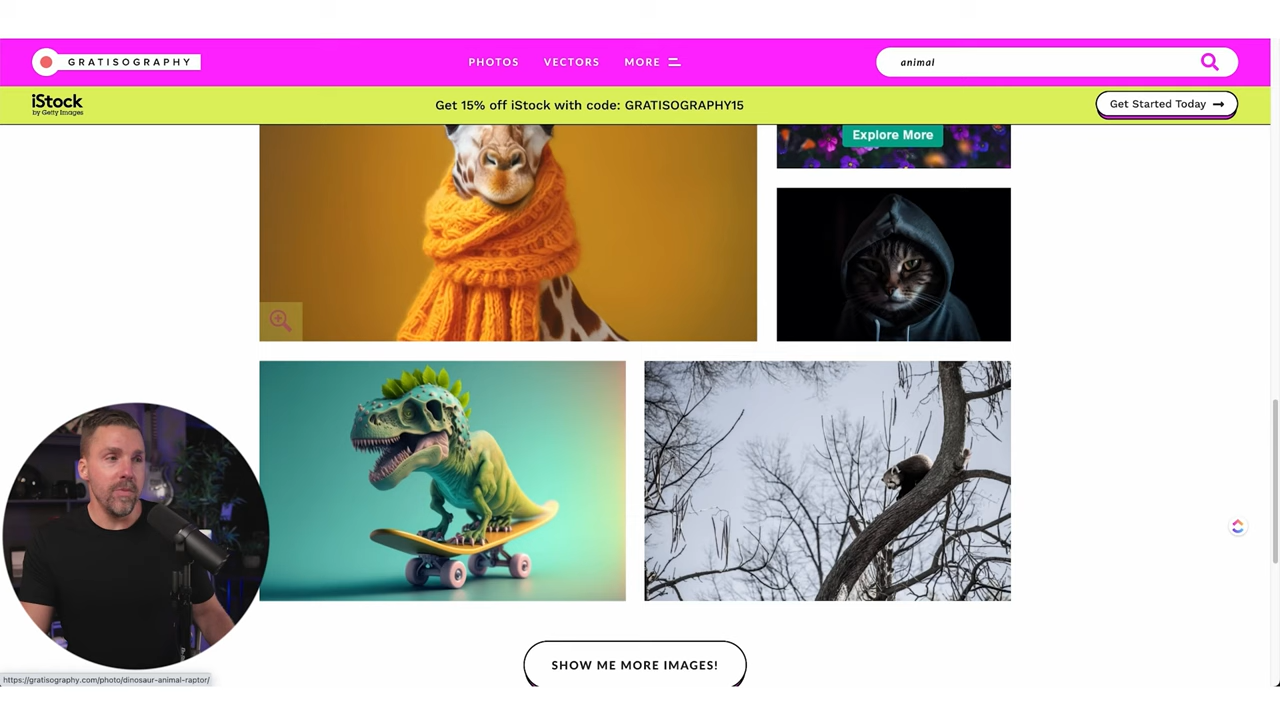 GRATISOGRAPHY
PHOTOS
VECTORS
MORE
animal
iStock
by Getty Images
Get 15% off iStock with code: GRATISOGRAPHY15
Get Started Today
Explore More
SHOW ME MORE IMAGES!
https://gratisography.com/photo/dinosaur-animal-raptor/